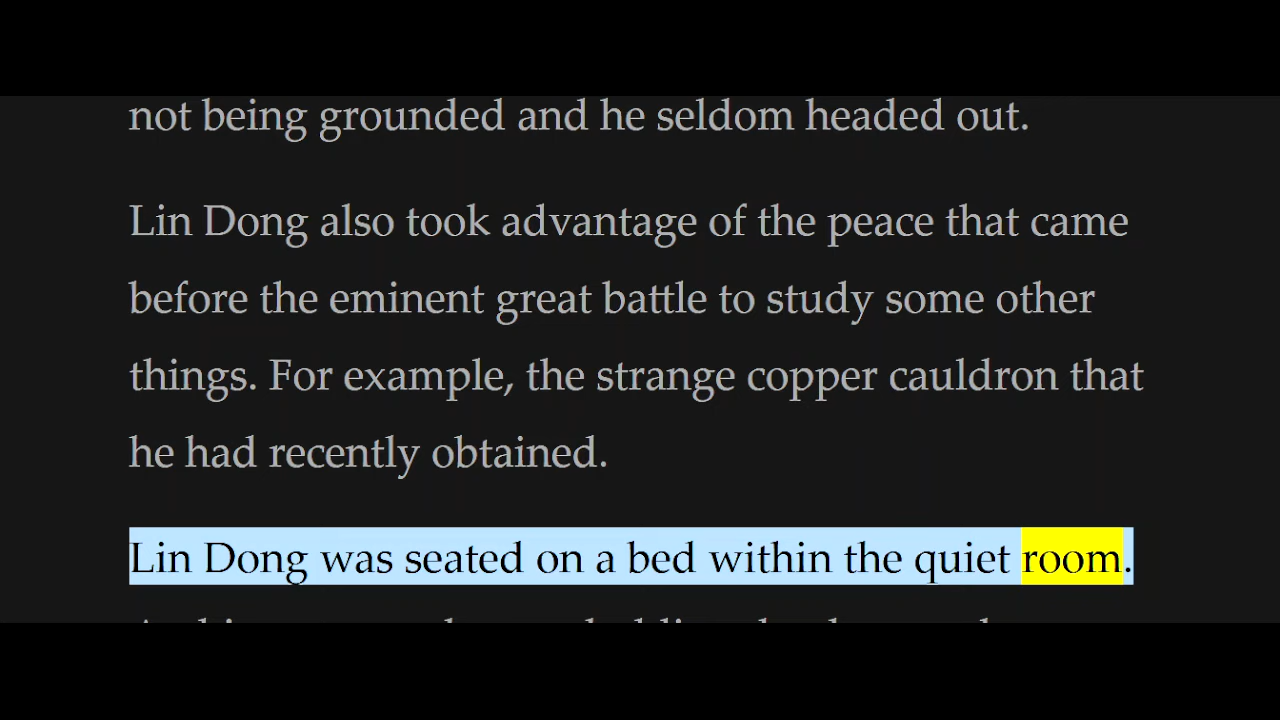 not being grounded and he seldom headed out.
Lin Dong also took advantage of the peace that came
before the eminent great battle to study some other
things. For example, the strange copper cauldron that
he had recently obtained.
Lin Dong was seated on a bed within the quiet room.